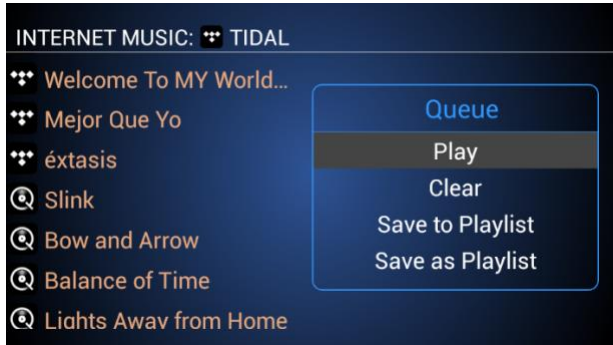 INTERNET MUSIC: TIDAL
Welcome To MY World...
Mejor Que Yo
éxtasis
Slink
Bow and Arrow
Balance of Time
Lights Away from Home
Queue
Play
Clear
Save to Playlist
Save as Playlist